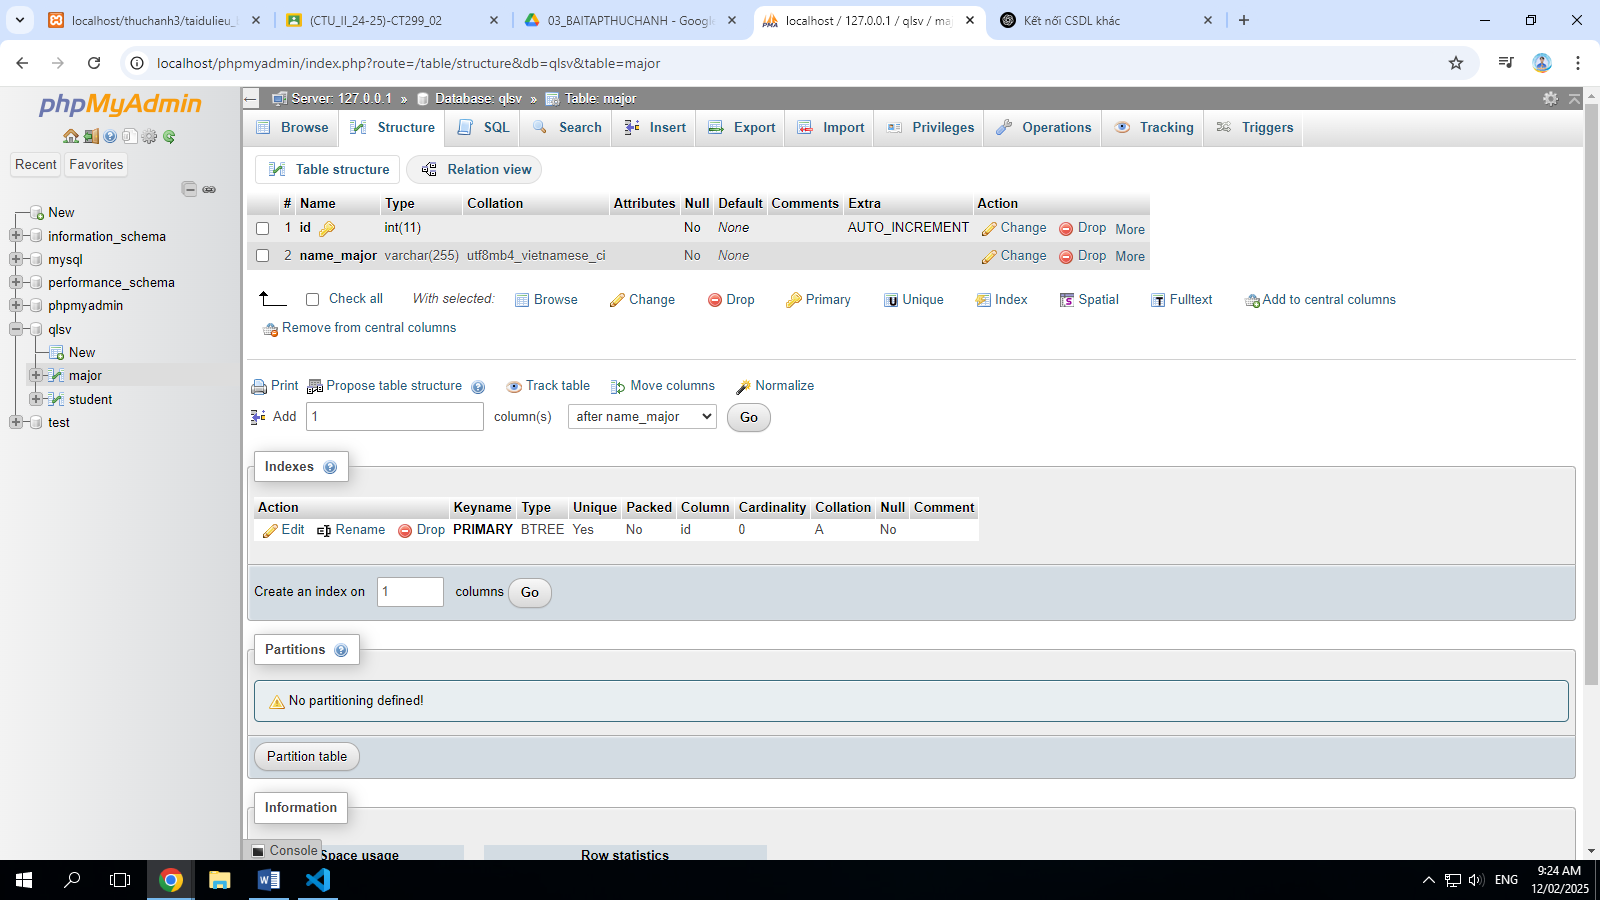 localhost/thuchanh3/taidulieu_
(CTU_II_24-25)-CT299_02
03_BAITAPTHUCHANH - Google
localhost / 127.0.0.1 / qlsv / maj
Kết nối CSDL khác
localhost/phpmyadmin/index.php?route=/table/structure&db=qlsv&table=major
phpMyAdmin
Recent Favorites
New
information_schema
mysql
performance_schema
phpmyadmin
qlsv
New
major
student
test
Server: 127.0.0.1 » Database: qlsv » Table: major
Browse Structure SQL Search Insert Export Import Privileges Operations Tracking Triggers
Table structure Relation view
# Name Type Collation Attributes Null Default Comments Extra Action
1 id int(11) No None AUTO_INCREMENT Change Drop More
2 name_major varchar(255) utf8mb4_vietnamese_ci No None Change Drop More
Check all With selected: Browse Change Drop Primary Unique Index Spatial Fulltext Add to central columns
Remove from central columns
Print Propose table structure Track table Move columns Normalize
Add 1 column(s) after name_major Go
Indexes
Action Keyname Type Unique Packed Column Cardinality Collation Null Comment
Edit Rename Drop PRIMARY BTREE Yes No id 0 A No
Create an index on 1 columns Go
Partitions
No partitioning defined!
Partition table
Information
Console
Space usage Row statistics
ENG
9:24 AM
12/02/2025